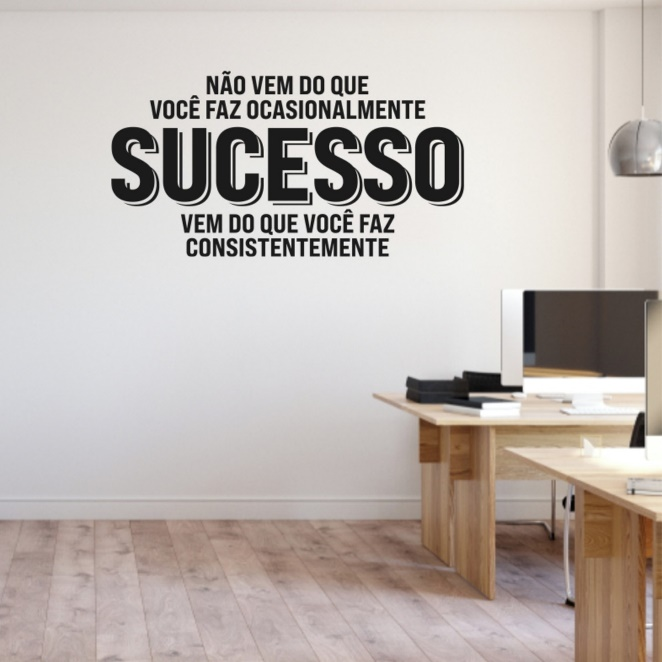 NÃO VEM DO QUE
VOCÊ FAZ OCASIONALMENTE
SUCESSO
VEM DO QUE VOCÊ FAZ
CONSISTENTEMENTE